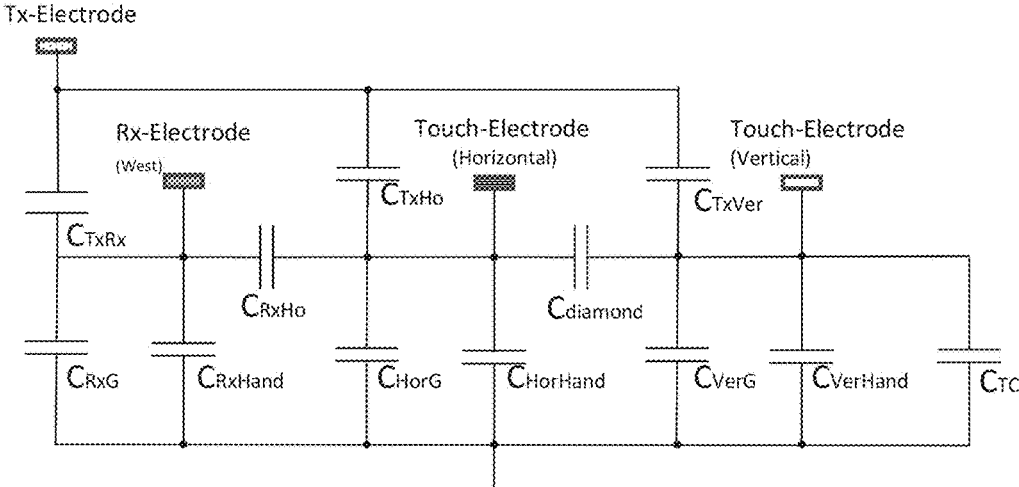 Tx-Electrode
Rx-Electrode
(West)
Touch-Electrode
(Horizontal)
Touch-Electrode
(Vertical)
CTxHo
CTxVer
CTxRx
CRxHo
Cdiamond
CRxG
CRxHand
CHorG
CHorHand
CVerG
CVerHand
CTC